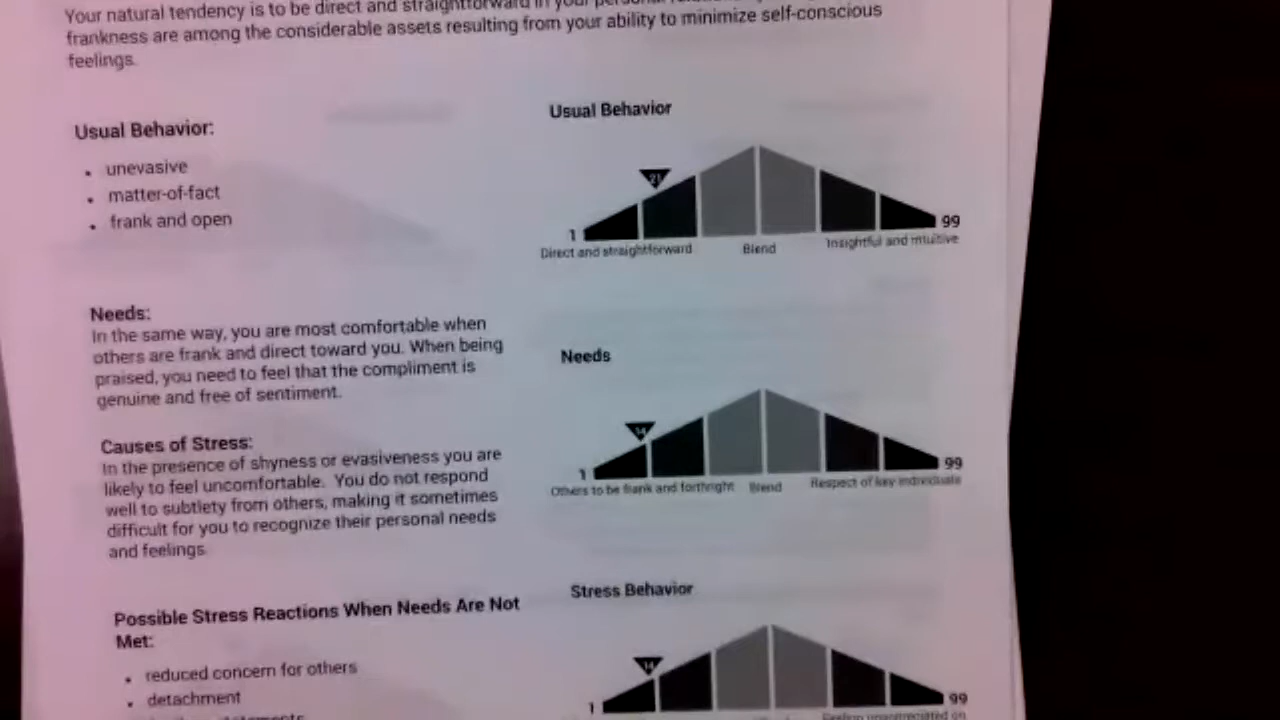 Your natural tendency is to be direct and straightforward in your
frankness are among the considerable assets resulting from your ability to minimize self-conscious
feelings.
Usual Behavior:
• unevasive
• matter-of-fact
• frank and open
Usual Behavior
21
1
99
Direct and straightforward
Blend
Insightful and intuitive
Needs:
In the same way, you are most comfortable when
others are frank and direct toward you. When being
praised, you need to feel that the compliment is
genuine and free of sentiment.
Needs
14
1
99
Others to be frank and forthright
Blend
Respect of key individuals
Causes of Stress:
In the presence of shyness or evasiveness you are
likely to feel uncomfortable. You do not respond
well to subtlety from others, making it sometimes
difficult for you to recognize their personal needs
and feelings.
Possible Stress Reactions When Needs Are Not
Met:
• reduced concern for others
• detachment
Stress Behavior
14
1
99